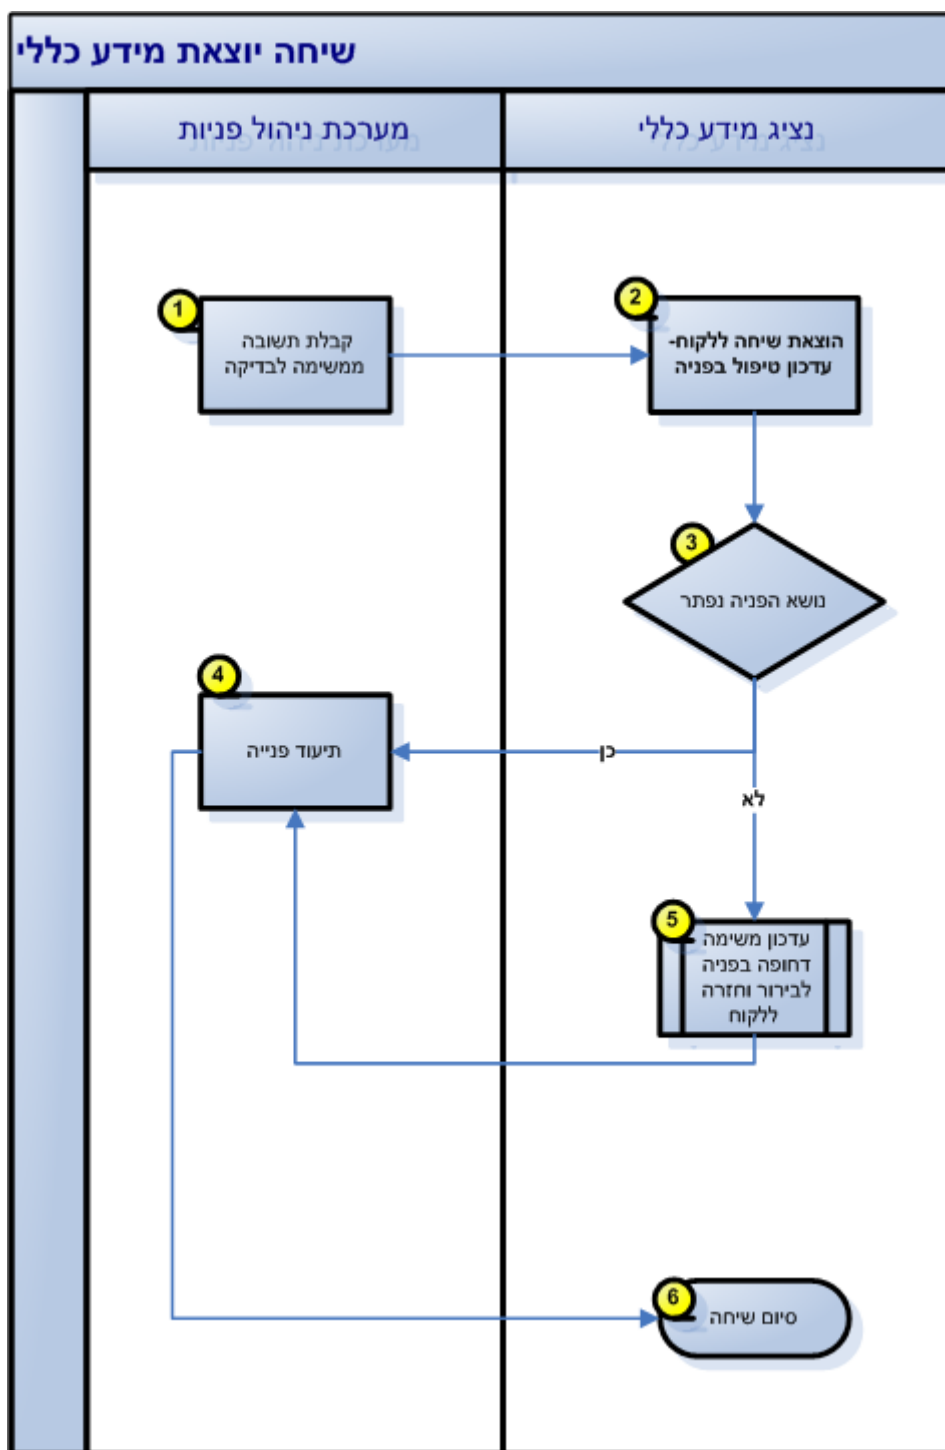 שיחה יוצאת מידע כללי
נציג מידע כללי
מערכת ניהול פניות
1
קבלת תשובה
ממשימה לבדיקה
2
הוצאת שיחה ללקוח-
עדכון טיפול בפניה
3
נושא הפניה נפתר
4
תיעוד פנייה
כן
לא
5
עדכון משימה
דחופה בפניה
לבירור וחזרה
ללקוח
6
סיום שיחה